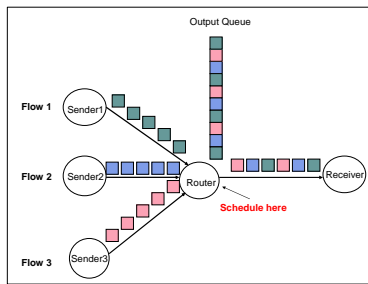 Output Queue
Flow 1
Sender1
Flow 2
Sender2
Router
Receiver
Schedule here
Flow 3
Sender3